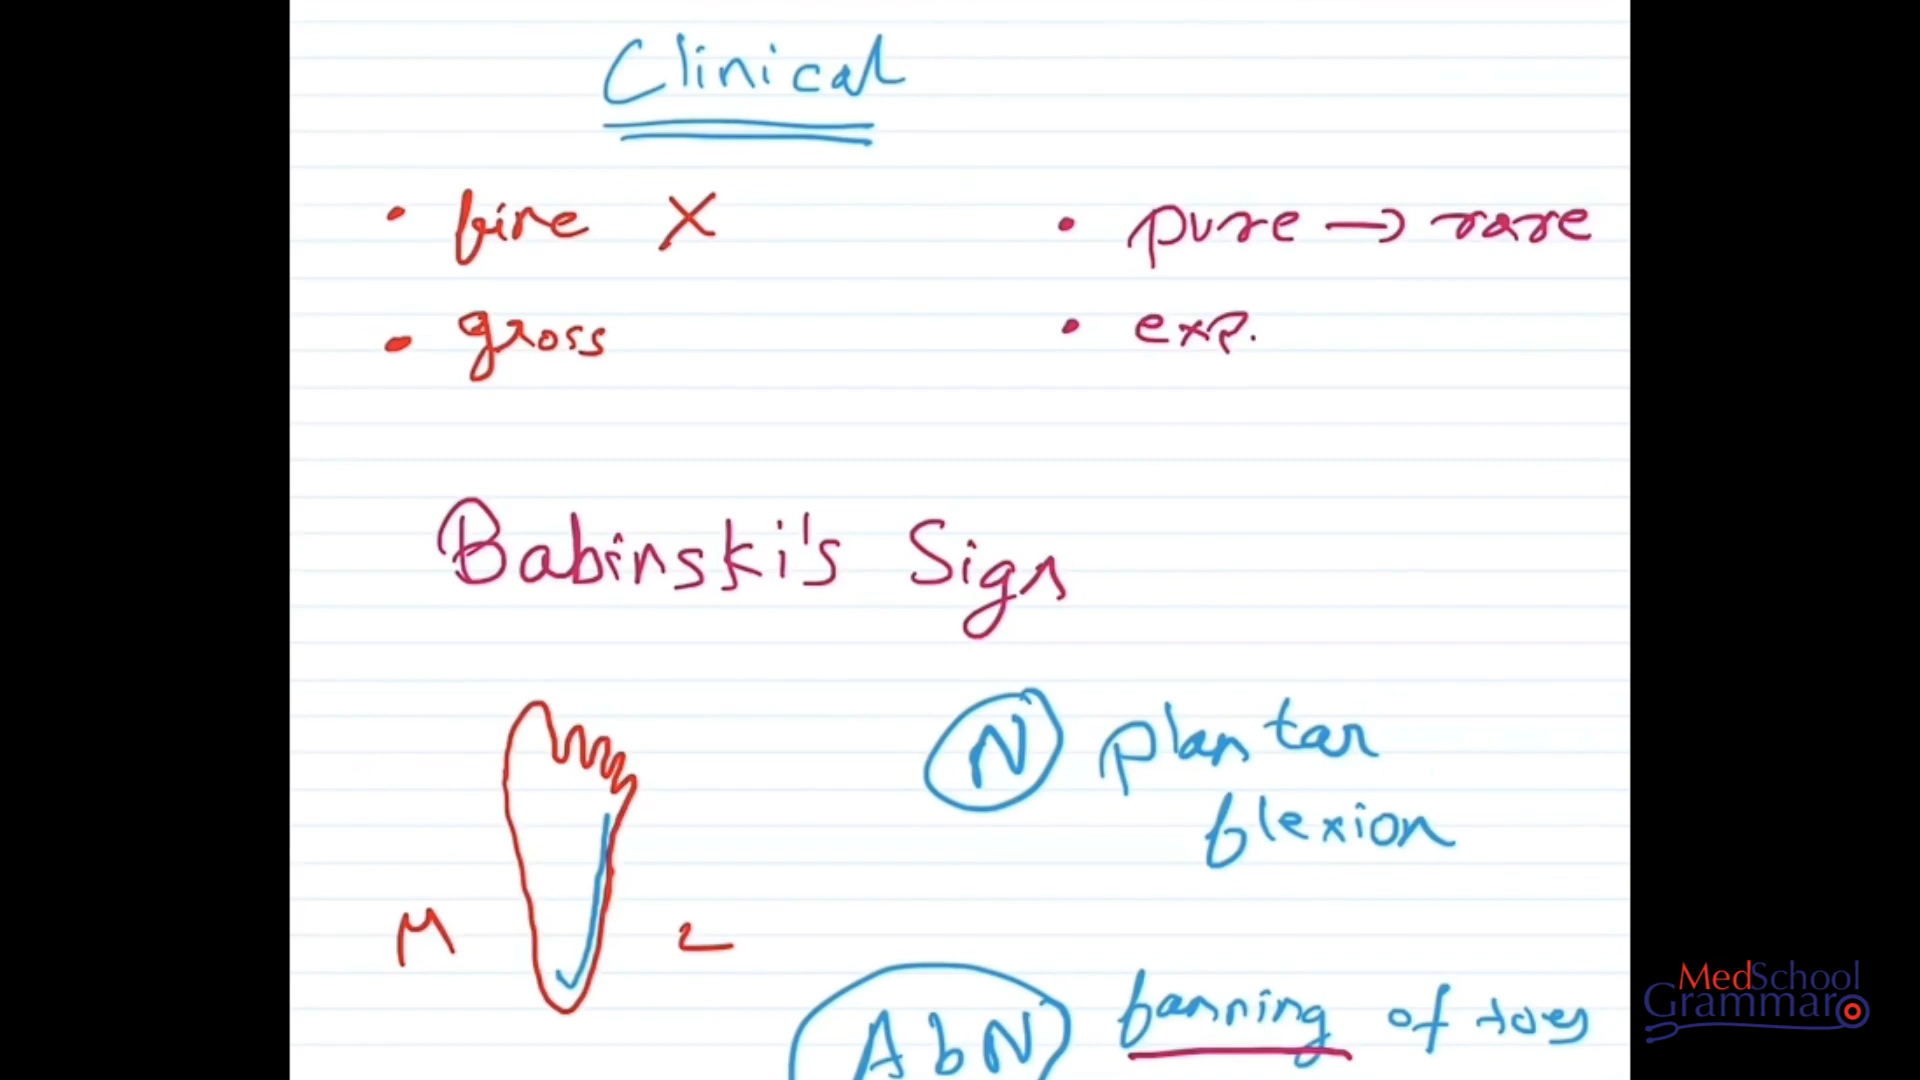 Clinical
• fine X
• pure → rare
• gross
• exp.
Babinski's Sign
N plantar
flexion
M
L
AbN fanning of toes
MedSchool
Grammar